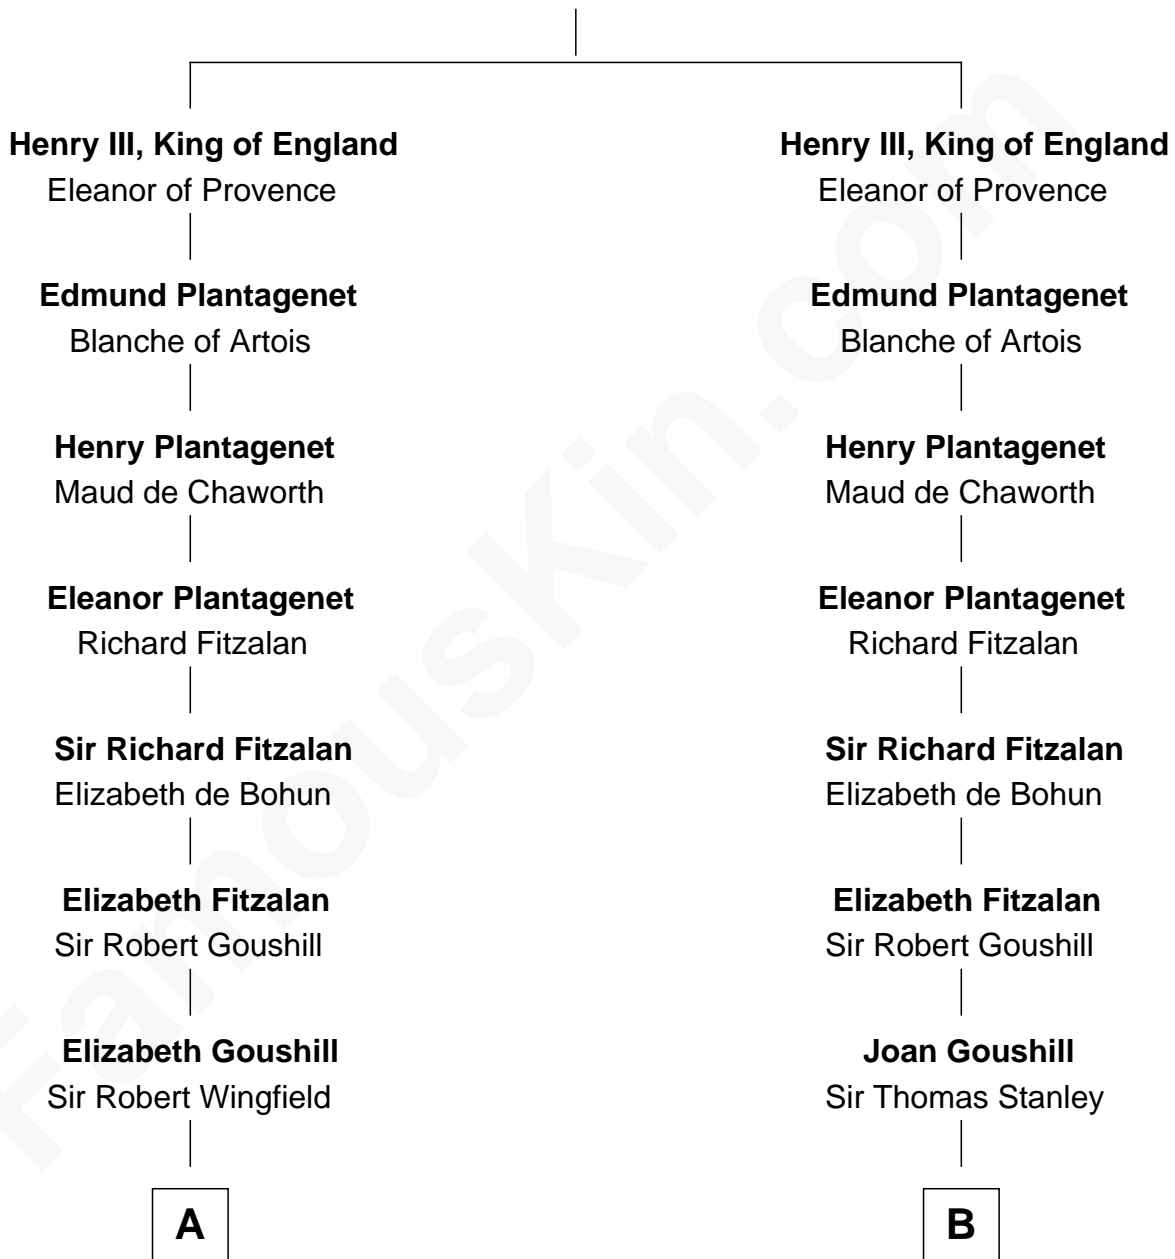 Henry III, King of England
Eleanor of Provence
Edmund Plantagenet
Blanche of Artois
Henry Plantagenet
Maud de Chaworth
Eleanor Plantagenet
Richard Fitzalan
Sir Richard Fitzalan
Elizabeth de Bohun
Elizabeth Fitzalan
Sir Robert Goushill
Elizabeth Goushill
Sir Robert Wingfield
A
Henry III, King of England
Eleanor of Provence
Edmund Plantagenet
Blanche of Artois
Henry Plantagenet
Maud de Chaworth
Eleanor Plantagenet
Richard Fitzalan
Sir Richard Fitzalan
Elizabeth de Bohun
Elizabeth Fitzalan
Sir Robert Goushill
Joan Goushill
Sir Thomas Stanley
B
FamousKin.com